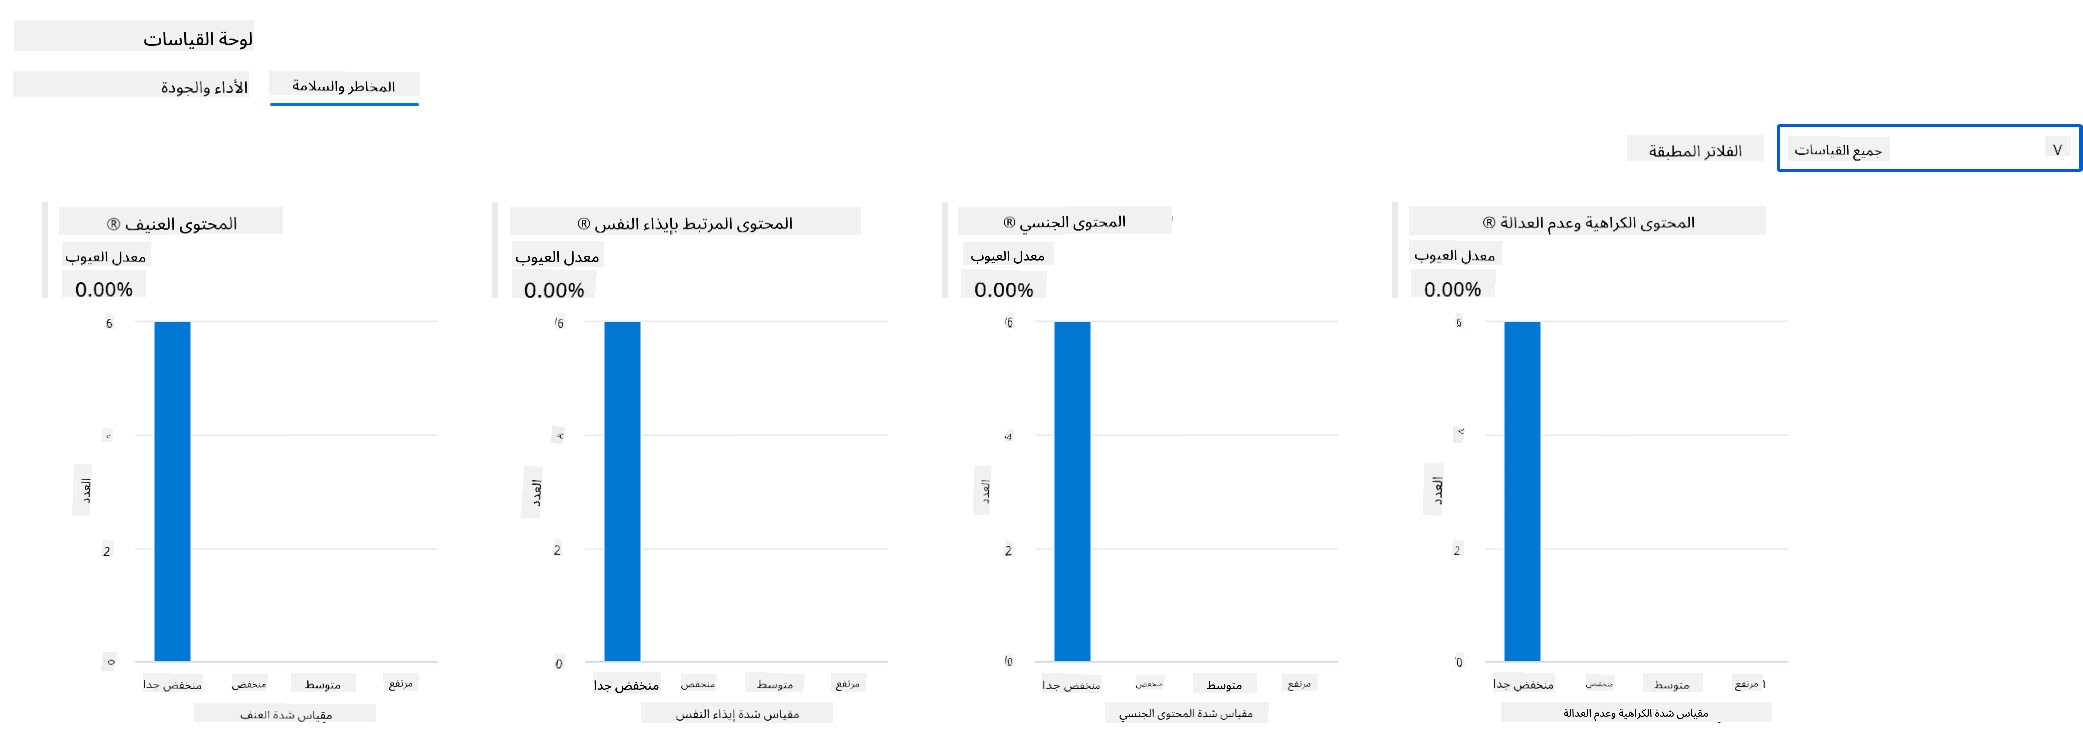 لوحة القياسات
الأداء والجودة
المخاطر والسلامة
الفلاتر المطبقة
جميع القياسات
المحتوى العنيف ®
معدل العيوب
0.00%
6
2
0
العدد
منخفض جدا
منخفض
متوسط
مرتفع
مقياس شدة العنف
المحتوى المرتبط بإيذاء النفس ®
معدل العيوب
0.00%
6
2
0
العدد
منخفض جدا
منخفض
متوسط
مرتفع
مقياس شدة إيذاء النفس
المحتوى الجنسي ®
معدل العيوب
0.00%
6
4
2
0
العدد
منخفض جدا
منخفض
متوسط
مرتفع
مقياس شدة المحتوى الجنسي
المحتوى الكراهية وعدم العدالة ®
معدل العيوب
0.00%
6
2
0
العدد
منخفض جدا
منخفض
متوسط
مرتفع
مقياس شدة الكراهية وعدم العدالة